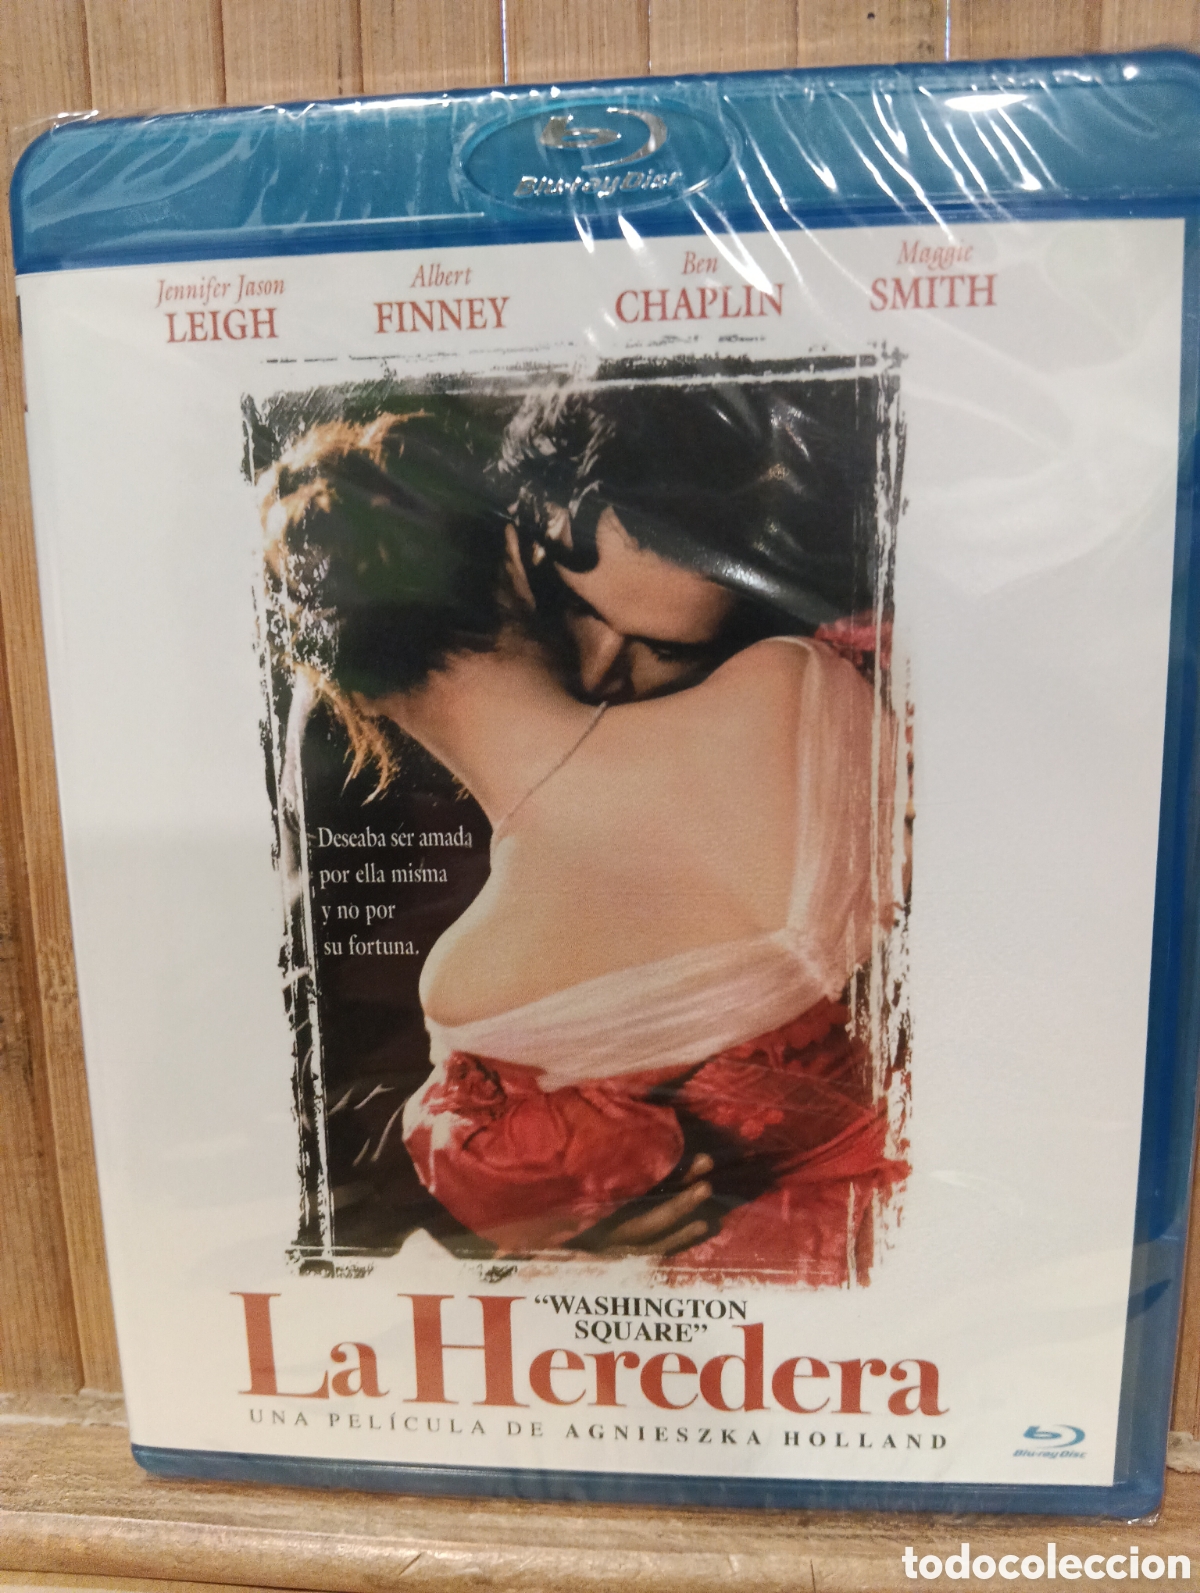 Blu-ray Disc
Jennifer Jason
LEIGH
Albert
FINNEY
Ben
CHAPLIN
Maggie
SMITH
Deseaba ser amada
por ella misma
y no por
su fortuna.
“WASHINGTON
SQUARE”
La Heredera
UNA PELÍCULA DE AGNIESZKA HOLLAND
Blu-ray Disc
todocoleccion